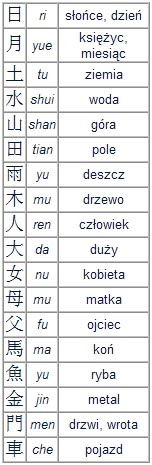 日 ri słońce, dzień
月 yue księżyc, miesiąc
土 tu ziemia
水 shui woda
山 shan góra
田 tian pole
雨 yu deszcz
木 mu drzewo
人 ren człowiek
大 da duży
女 nu kobieta
母 mu matka
父 fu ojciec
馬 ma koń
魚 yu ryba
金 jin metal
門 men drzwi, wrota
車 che pojazd